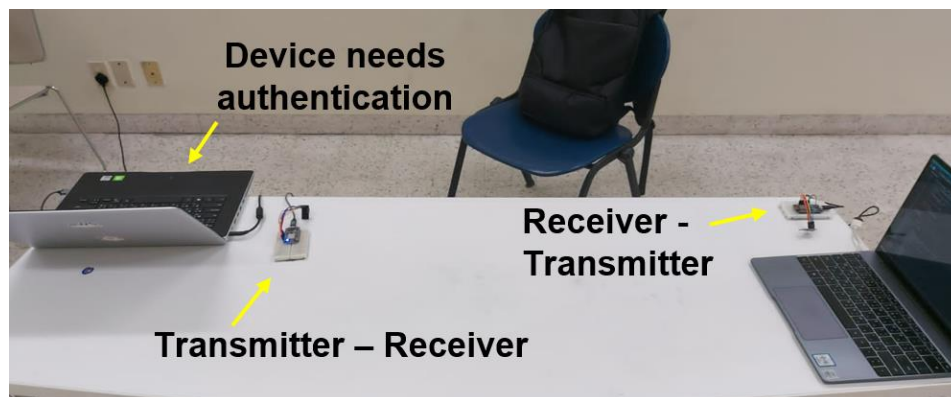 Device needs
authentication
Receiver -
Transmitter
Transmitter – Receiver